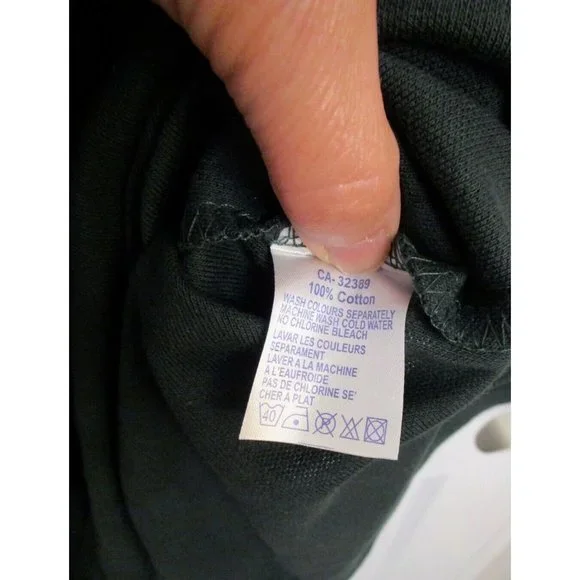 CA-32389
100% Cotton
WASH COLOURS SEPARATELY
MACHINE WASH COLD WATER
NO CHLORINE BLEACH
LAVAR LES COULEURS
SEPARAMENT
LAVER A LA MACHINE
A L'EAUFROIDE
PAS DE CHLORINE SE'
CHER A PLAT
40